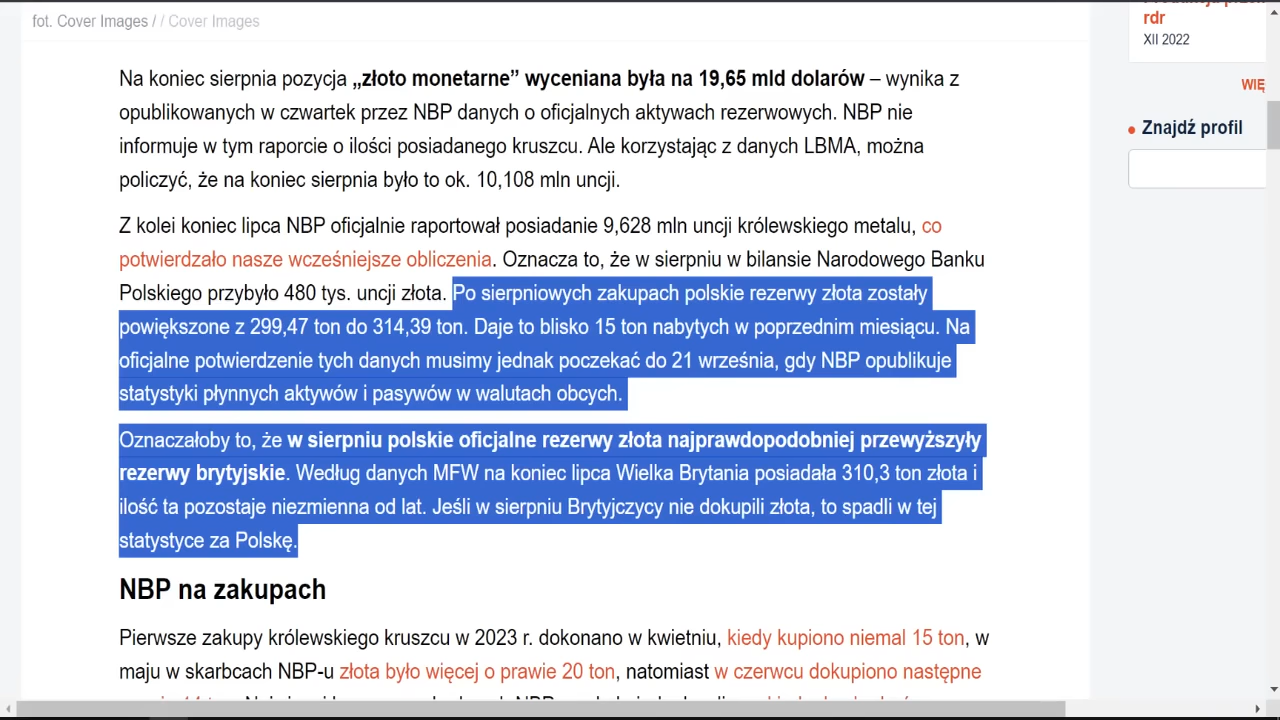 fot. Cover Images / / Cover Images
Na koniec sierpnia pozycja „złoto monetarne” wyceniana była na 19,65 mld dolarów – wynika z
opublikowanych w czwartek przez NBP danych o oficjalnych aktywach rezerwowych. NBP nie
informuje w tym raporcie o ilości posiadanego kruszcu. Ale korzystając z danych LBMA, można
policzyć, że na koniec sierpnia było to ok. 10,108 mln uncji.
Z kolei koniec lipca NBP oficjalnie raportował posiadanie 9,628 mln uncji królewskiego metalu, co
potwierdzało nasze wcześniejsze obliczenia. Oznacza to, że w sierpniu w bilansie Narodowego Banku
Polskiego przybyło 480 tys. uncji złota. Po sierpniowych zakupach polskie rezerwy złota zostały
powiększone z 299,47 ton do 314,39 ton. Daje to blisko 15 ton nabytych w poprzednim miesiącu. Na
oficjalne potwierdzenie tych danych musimy jednak poczekać do 21 września, gdy NBP opublikuje
statystyki płynnych aktywów i pasywów w walutach obcych.
Oznaczałoby to, że w sierpniu polskie oficjalne rezerwy złota najprawdopodobniej przewyższyły
rezerwy brytyjskie. Według danych MFW na koniec lipca Wielka Brytania posiadała 310,3 ton złota i
ilość ta pozostaje niezmienna od lat. Jeśli w sierpniu Brytyjczycy nie dokupili złota, to spadli w tej
statystyce za Polskę.
NBP na zakupach
Pierwsze zakupy królewskiego kruszcu w 2023 r. dokonano w kwietniu, kiedy kupiono niemal 15 ton, w
maju w skarbcach NBP-u złota było więcej o prawie 20 ton, natomiast w czerwcu dokupiono następne
rdr
XII 2022
WIĘ
Znajdź profil